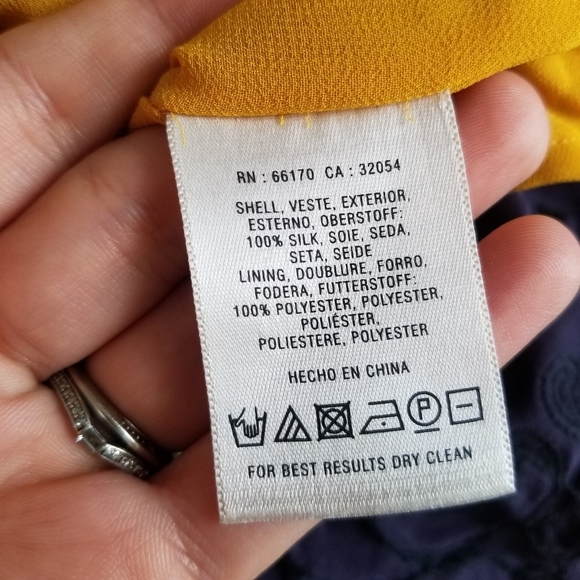 RN : 66170 CA : 32054
SHELL, VESTE, EXTERIOR,
ESTERNO, OBERSTOFF:
100% SILK, SOIE, SEDA,
SETA, SEIDE
LINING, DOUBLURE, FORRO,
FODERA, FUTTERSTOFF:
100% POLYESTER, POLYESTER,
POLIÉSTER,
POLIESTERE, POLYESTER
HECHO EN CHINA
P
FOR BEST RESULTS DRY CLEAN